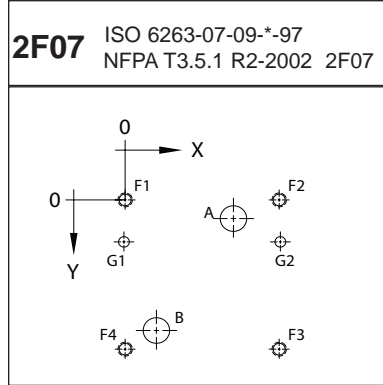 2F07
ISO 6263-07-09-*-97
NFPA T3.5.1 R2-2002 2F07
0
X
0
F1
F2
A
G1
G2
Y
B
F4
F3